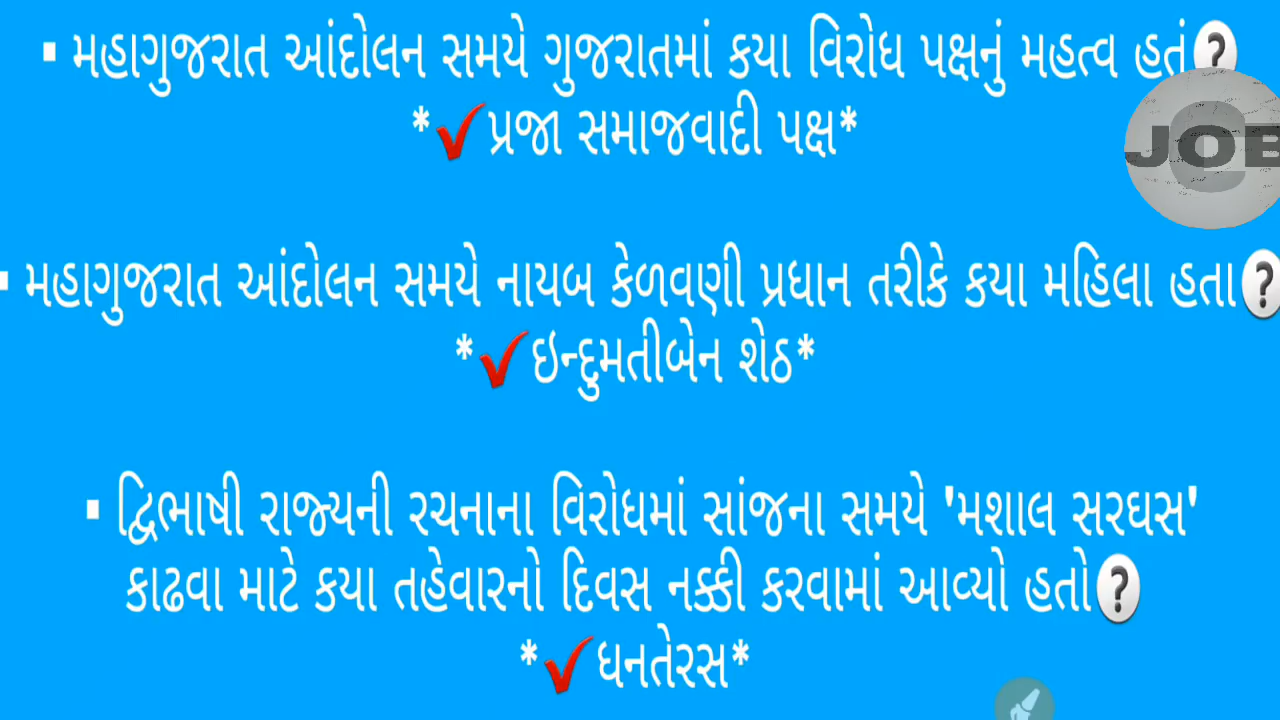 ▪ મહાગુજરાત આંદોલન સમયે ગુજરાતમાં કયા વિરોધ પક્ષનું મહત્વ હતું❓
*✔પ્રજા સમાજવાદી પક્ષ*
▪ મહાગુજરાત આંદોલન સમયે નાયબ કેળવણી પ્રધાન તરીકે કયા મહિલા હતા❓
*✔ઇન્દુમતીબેન શેઠ*
▪ દ્વિભાષી રાજ્યની રચનાના વિરોધમાં સાંજના સમયે 'મશાલ સરઘસ'
કાઢવા માટે કયા તહેવારનો દિવસ નક્કી કરવામાં આવ્યો હતો❓
*✔ધનતેરસ*
JOB